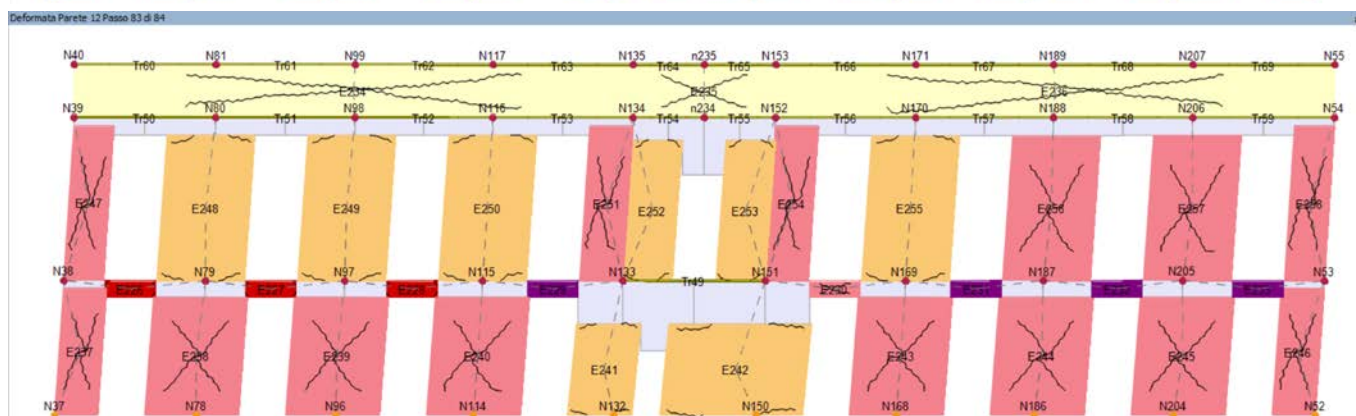 Deformata Parete 12 Passo 83 di 84
N40 N81 N99 N117 N135 n235 N153 N171 N189 N207 N55
Tr60 Tr61 Tr62 Tr63 Tr64 Tr65 Tr66 Tr67 Tr68 Tr69
E234 E235 E236
N39 N80 N98 N116 N134 n234 N152 N170 N188 N206 N54
Tr50 Tr51 Tr52 Tr53 Tr54 Tr55 Tr56 Tr57 Tr58 Tr59
E247 E248 E249 E250 E251 E252 E253 E254 E255 E256 E257 E258
N38 N79 N97 N115 N133 N151 N169 N187 N205 N53
Tr49 E230
E237 E238 E239 E240 E241 E242 E243 E244 E245 E246
N37 N78 N96 N114 N132 N150 N168 N186 N204 N52